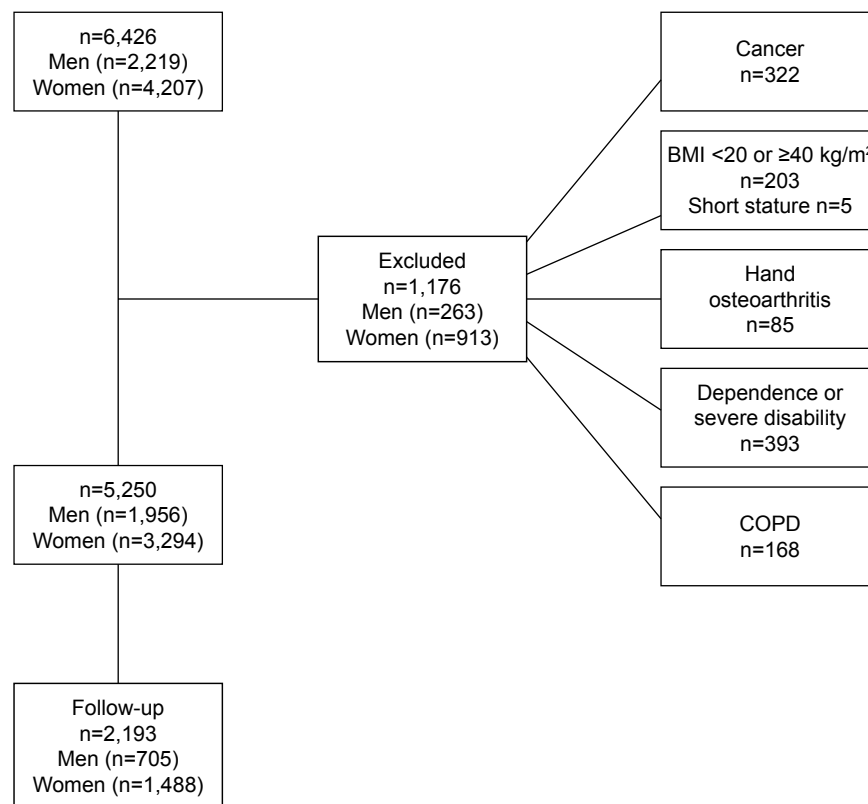 n=6,426
Men (n=2,219)
Women (n=4,207)
Cancer
n=322
BMI <20 or ≥40 kg/m²
n=203
Short stature n=5
Excluded
n=1,176
Men (n=263)
Women (n=913)
Hand
osteoarthritis
n=85
Dependence or
severe disability
n=393
COPD
n=168
n=5,250
Men (n=1,956)
Women (n=3,294)
Follow-up
n=2,193
Men (n=705)
Women (n=1,488)